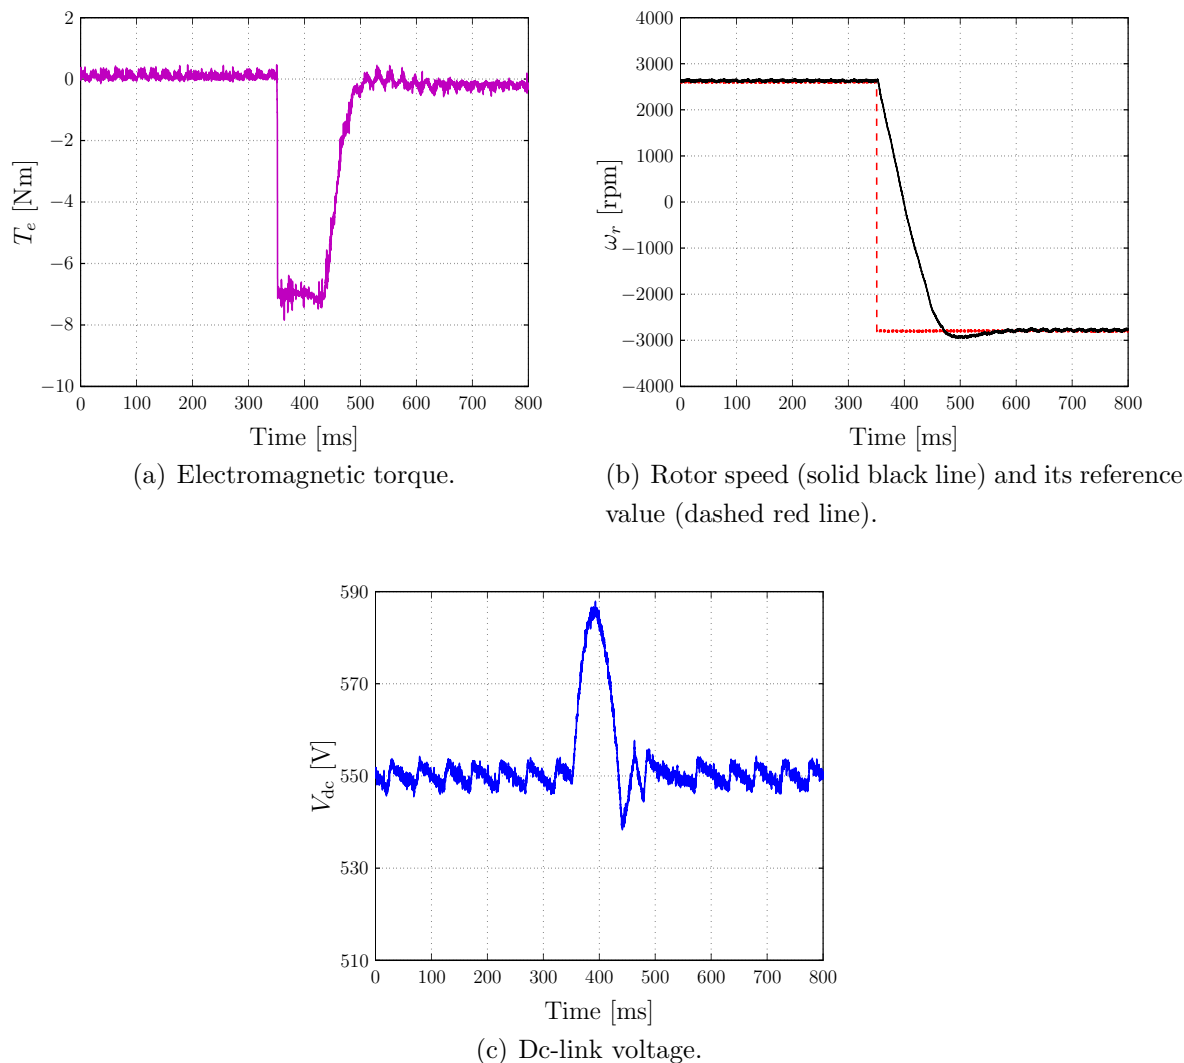 2
0
−2
−4
−6
−8
−10
T_e [Nm]
0 100 200 300 400 500 600 700 800
Time [ms]
(a) Electromagnetic torque.
4000
3000
2000
1000
0
−1000
−2000
−3000
−4000
ω_r [rpm]
0 100 200 300 400 500 600 700 800
Time [ms]
(b) Rotor speed (solid black line) and its reference
value (dashed red line).
590
570
550
530
510
V_dc [V]
0 100 200 300 400 500 600 700 800
Time [ms]
(c) Dc-link voltage.